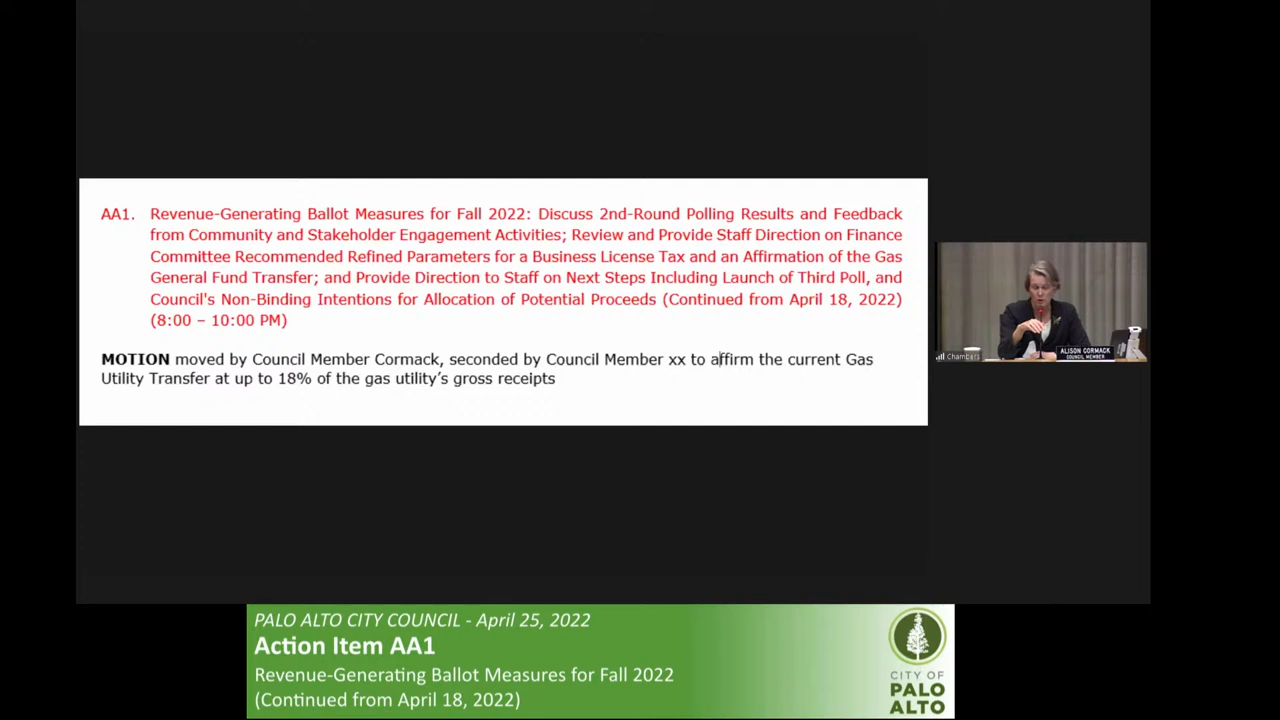 AA1. Revenue-Generating Ballot Measures for Fall 2022: Discuss 2nd-Round Polling Results and Feedback
from Community and Stakeholder Engagement Activities; Review and Provide Staff Direction on Finance
Committee Recommended Refined Parameters for a Business License Tax and an Affirmation of the Gas
General Fund Transfer; and Provide Direction to Staff on Next Steps Including Launch of Third Poll, and
Council's Non-Binding Intentions for Allocation of Potential Proceeds (Continued from April 18, 2022)
(8:00 – 10:00 PM)
MOTION moved by Council Member Cormack, seconded by Council Member xx to affirm the current Gas
Utility Transfer at up to 18% of the gas utility's gross receipts
Chambers
ALISON CORMACK
COUNCIL MEMBER
PALO ALTO CITY COUNCIL - April 25, 2022
Action Item AA1
Revenue-Generating Ballot Measures for Fall 2022
(Continued from April 18, 2022)
CITY OF
PALO
ALTO